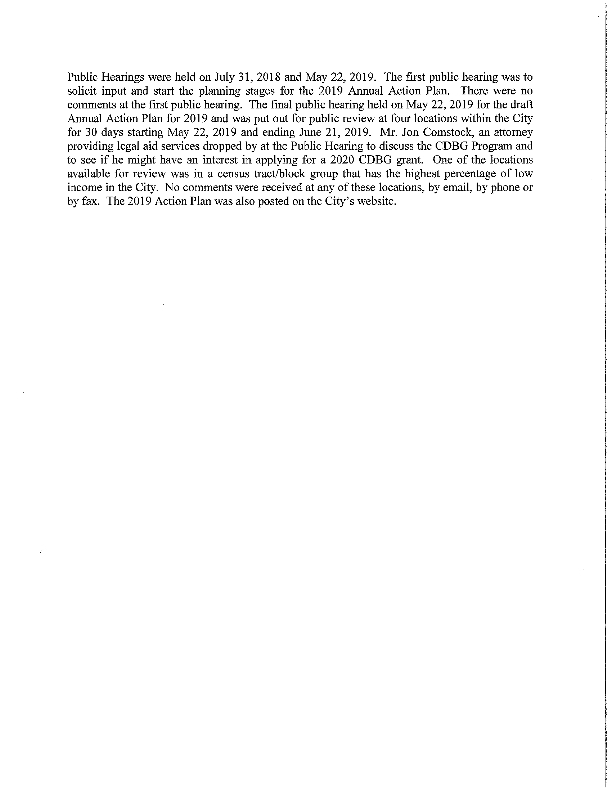 Public Hearings were held on July 31, 2018 and May 22, 2019. The first public hearing was to
solicit input and start the planning stages for the 2019 Annual Action Plan. There were no
comments at the first public hearing. The final public hearing held on May 22, 2019 for the draft
Annual Action Plan for 2019 and was put out for public review at four locations within the City
for 30 days starting May 22, 2019 and ending June 21, 2019. Mr. Jon Comstock, an attorney
providing legal aid services dropped by at the Public Hearing to discuss the CDBG Program and
to see if he might have an interest in applying for a 2020 CDBG grant. One of the locations
available for review was in a census tract/block group that has the highest percentage of low
income in the City. No comments were received at any of these locations, by email, by phone or
by fax. The 2019 Action Plan was also posted on the City's website.